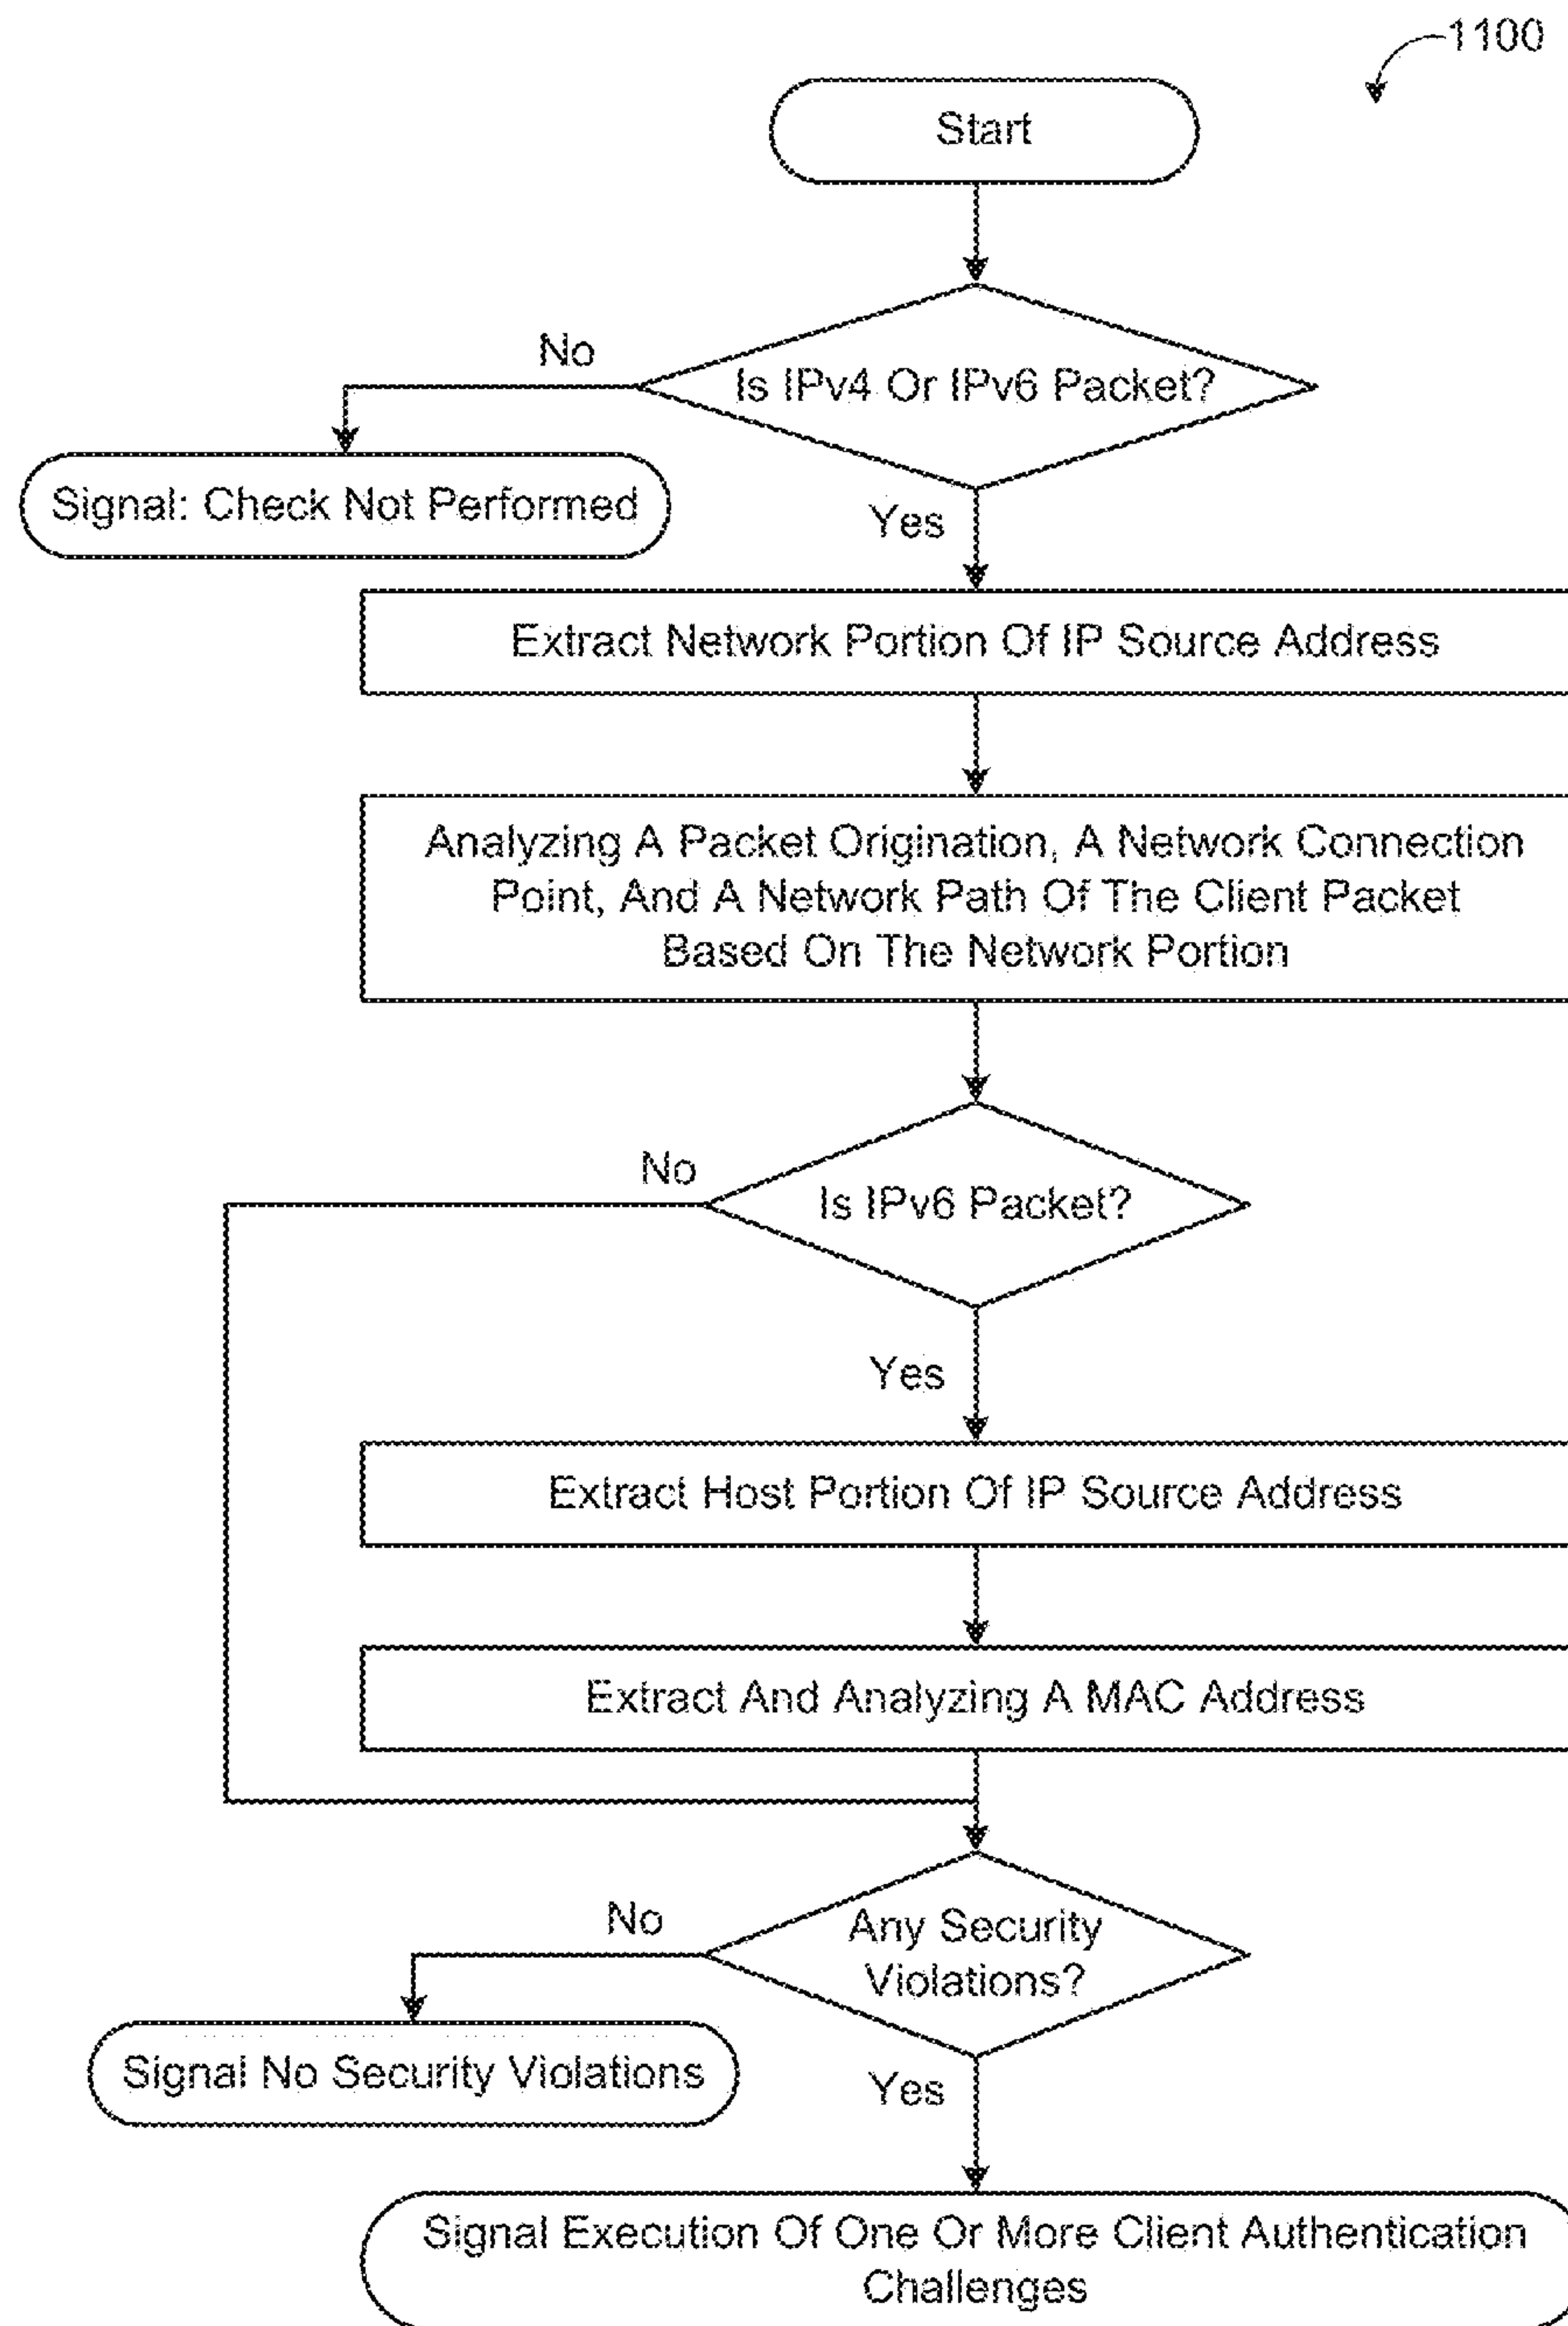 1100
Start
No
Is IPv4 Or IPv6 Packet?
Signal: Check Not Performed
Yes
Extract Network Portion Of IP Source Address
Analyzing A Packet Origination, A Network Connection
Point, And A Network Path Of The Client Packet
Based On The Network Portion
No
Is IPv6 Packet?
Yes
Extract Host Portion Of IP Source Address
Extract And Analyzing A MAC Address
No
Any Security
Violations?
Signal No Security Violations
Yes
Signal Execution Of One Or More Client Authentication
Challenges